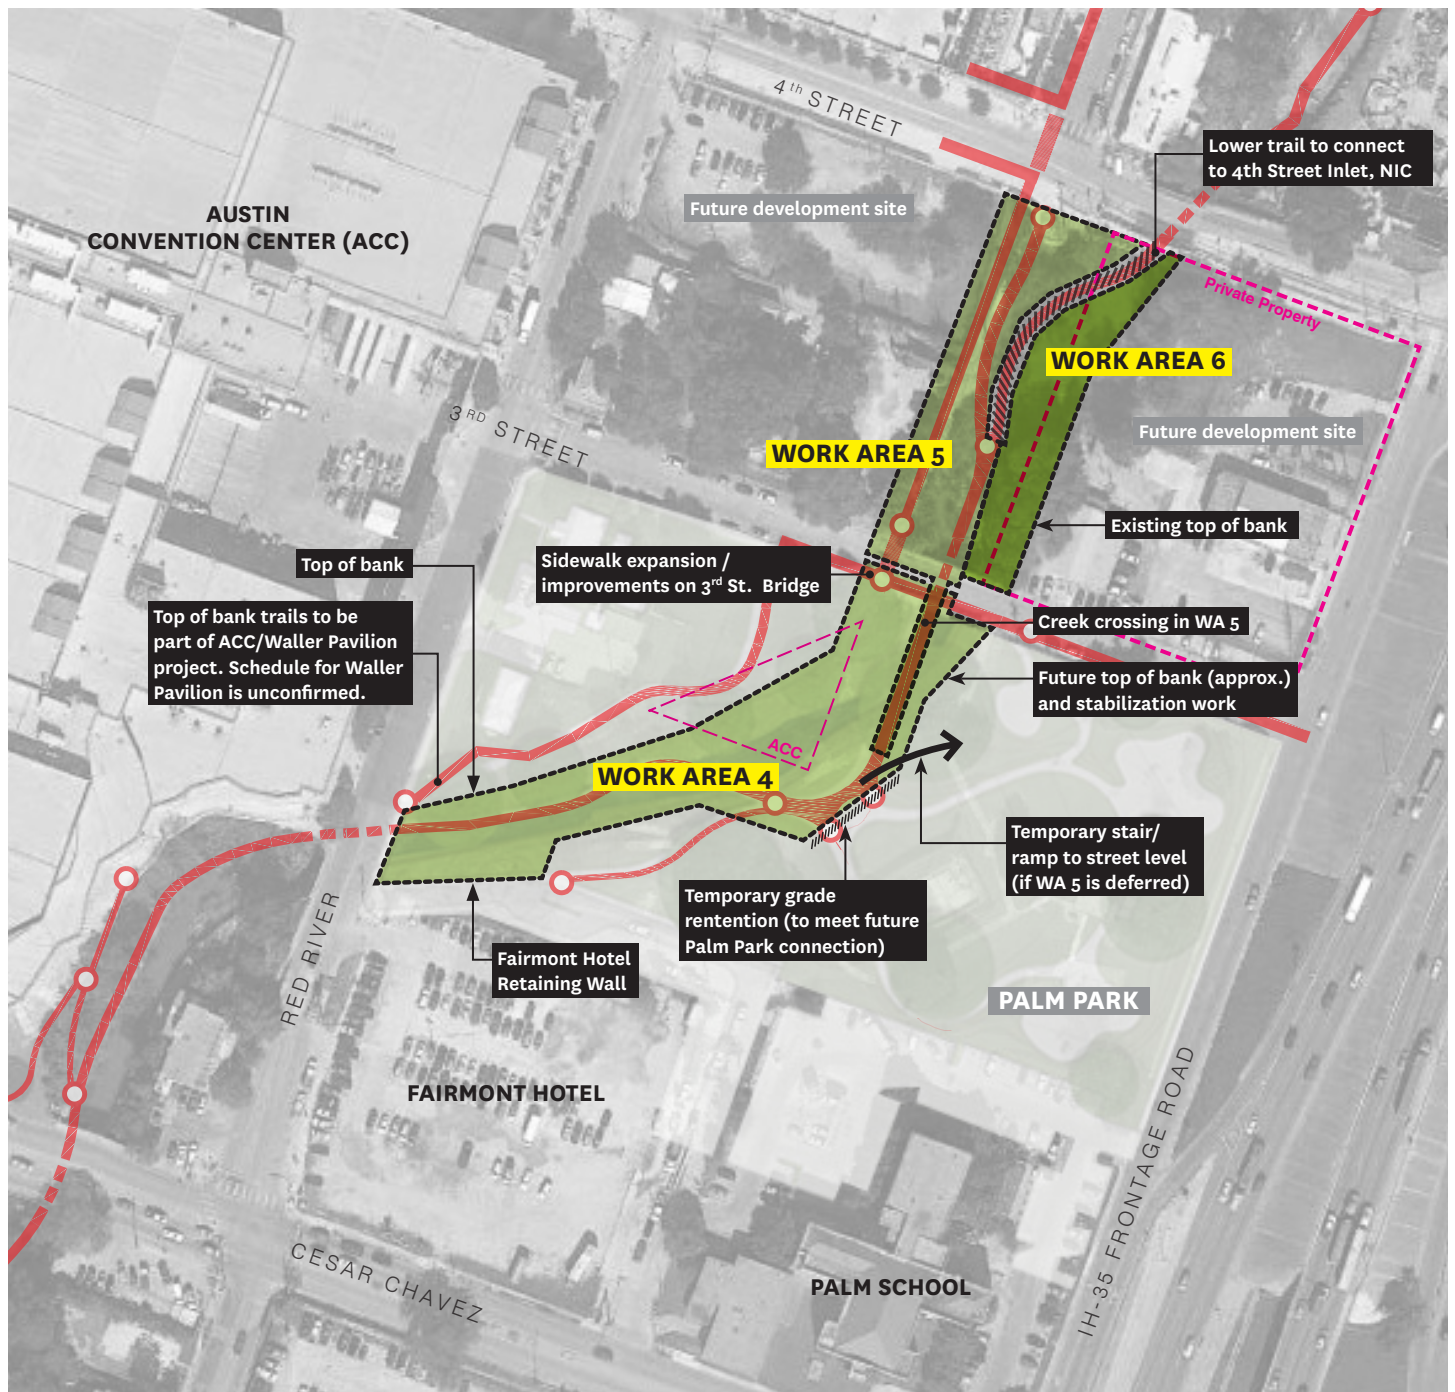 4th STREET
Lower trail to connect
to 4th Street Inlet, NIC
AUSTIN
CONVENTION CENTER (ACC)
Future development site
Private Property
WORK AREA 6
3RD STREET
WORK AREA 5
Future development site
Existing top of bank
Top of bank
Sidewalk expansion /
improvements on 3rd St. Bridge
Top of bank trails to be
part of ACC/Waller Pavilion
project. Schedule for Waller
Pavilion is unconfirmed.
Creek crossing in WA 5
Future top of bank (approx.)
and stabilization work
ACC
WORK AREA 4
Temporary stair/
ramp to street level
(if WA 5 is deferred)
Temporary grade
rentention (to meet future
Palm Park connection)
RED RIVER
Fairmont Hotel
Retaining Wall
PALM PARK
FAIRMONT HOTEL
IH-35 FRONTAGE ROAD
CESAR CHAVEZ
PALM SCHOOL